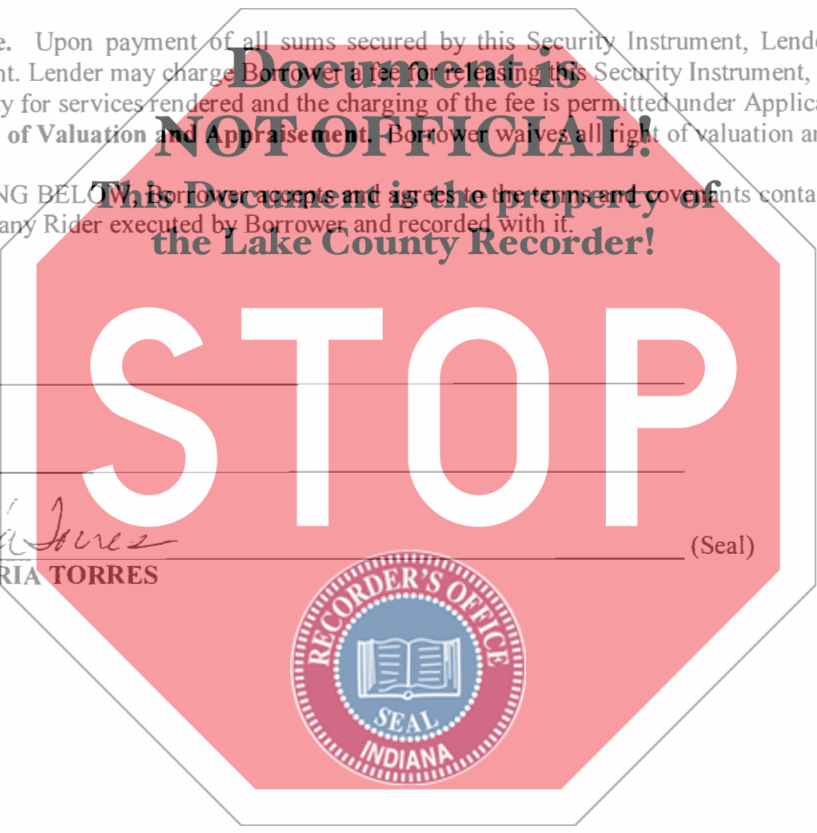 e. Upon payment of all sums secured by this Security Instrument, Lende
nt. Lender may charge Borrower a fee for releasing this Security Instrument,
y for services rendered and the charging of the fee is permitted under Applica
of Valuation and Appraisement. Borrower waives all right of valuation an
NG BELOW, Borrower accepts and agrees to the terms and covenants conta
any Rider executed by Borrower and recorded with it.
Document is
NOT OFFICIAL!
This Document is the property of
the Lake County Recorder!
STOP
Torres
(Seal)
RIA TORRES
RECORDER'S OFFICE
SEAL
INDIANA